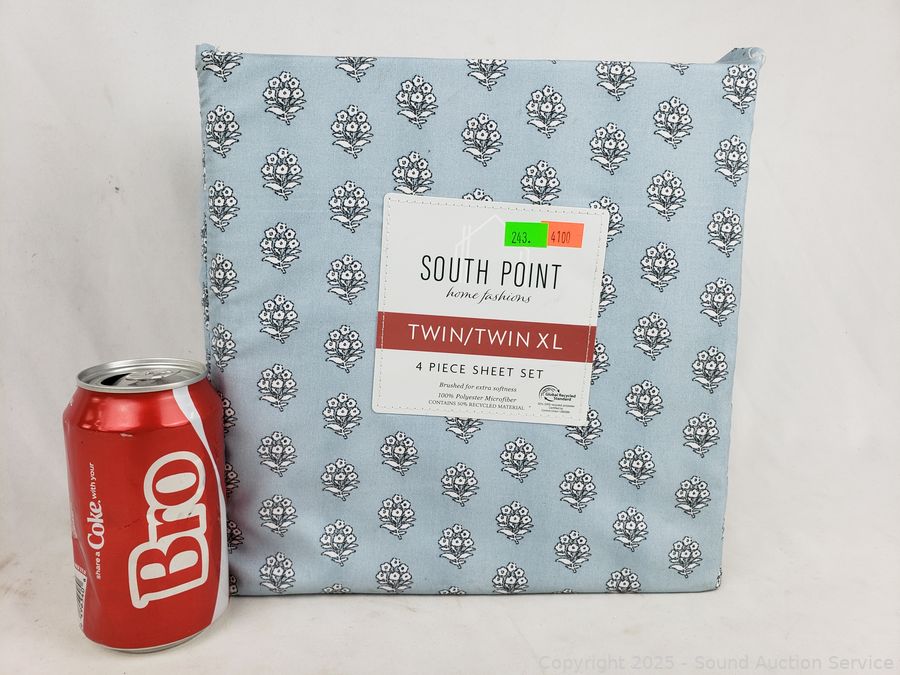 243.
4100
SOUTH POINT
home fashions
TWIN/TWIN XL
4 PIECE SHEET SET
Brushed for extra softness
100% Polyester Microfiber
CONTAINS 50% RECYCLED MATERIAL
Global Recycled
Standard
share a Coke with your
Bro
Copyright 2025 - Sound Auction Service